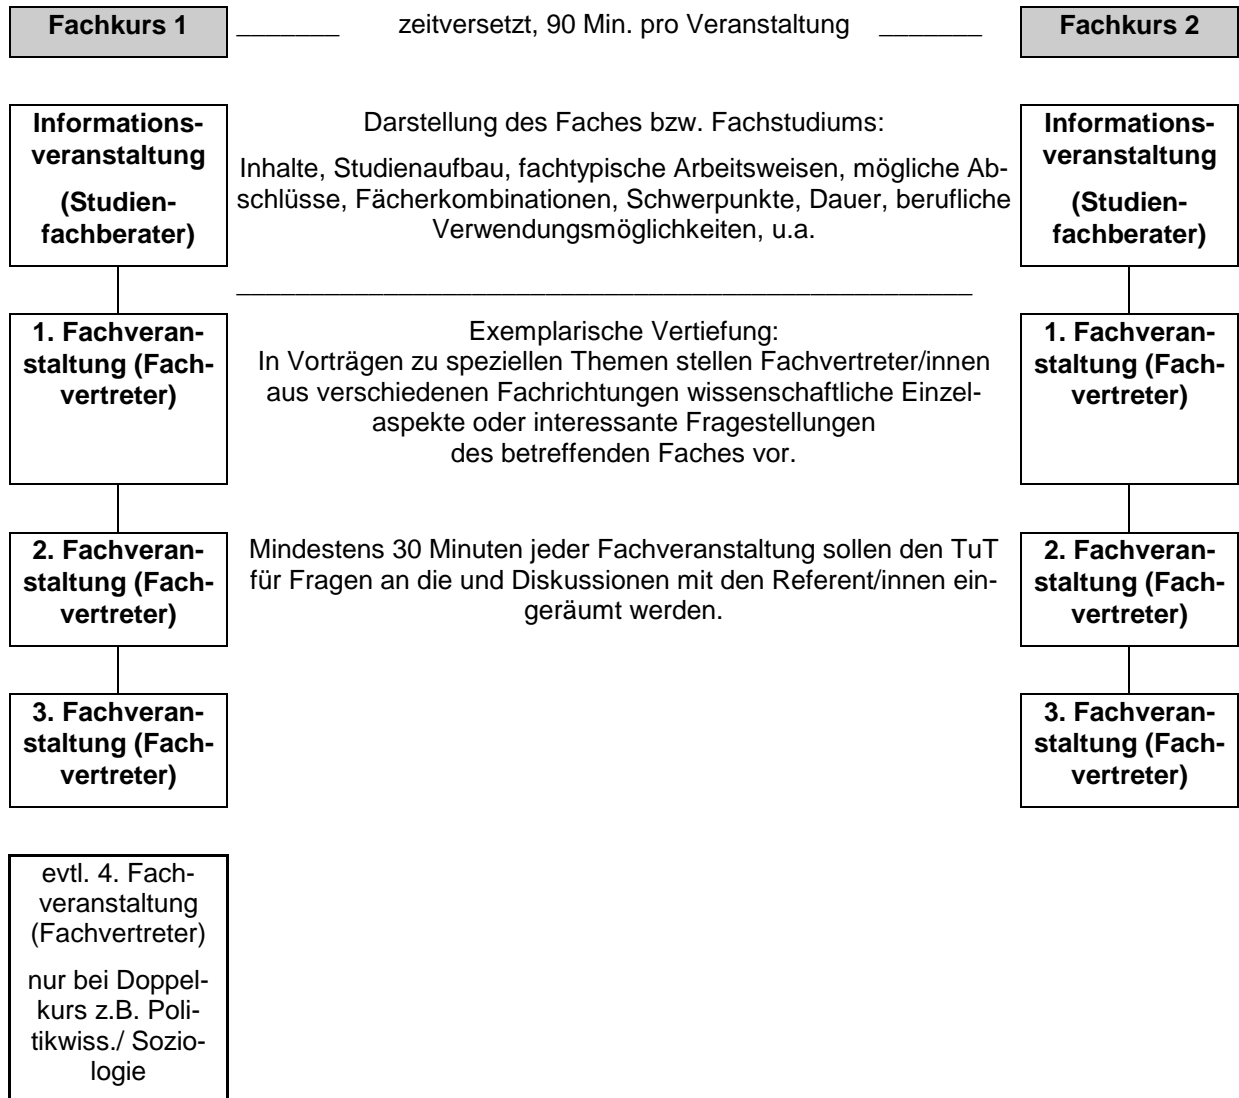 Fachkurs 1 _______ zeitversetzt, 90 Min. pro Veranstaltung _______ Fachkurs 2
Informations-
veranstaltung
(Studien-
fachberater)
Darstellung des Faches bzw. Fachstudiums:
Inhalte, Studienaufbau, fachtypische Arbeitsweisen, mögliche Ab-
schlüsse, Fächerkombinationen, Schwerpunkte, Dauer, berufliche
Verwendungsmöglichkeiten, u.a.
Informations-
veranstaltung
(Studien-
fachberater)
1. Fachveran-
staltung (Fach-
vertreter)
Exemplarische Vertiefung:
In Vorträgen zu speziellen Themen stellen Fachvertreter/innen
aus verschiedenen Fachrichtungen wissenschaftliche Einzel-
aspekte oder interessante Fragestellungen
des betreffenden Faches vor.
1. Fachveran-
staltung (Fach-
vertreter)
2. Fachveran-
staltung (Fach-
vertreter)
Mindestens 30 Minuten jeder Fachveranstaltung sollen den TuT
für Fragen an die und Diskussionen mit den Referent/innen ein-
geräumt werden.
2. Fachveran-
staltung (Fach-
vertreter)
3. Fachveran-
staltung (Fach-
vertreter)
3. Fachveran-
staltung (Fach-
vertreter)
evtl. 4. Fach-
veranstaltung
(Fachvertreter)
nur bei Doppel-
kurs z.B. Poli-
tikwiss./ Sozio-
logie